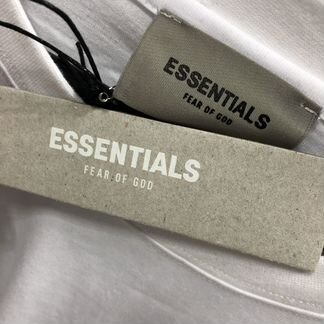 ESSENTIALS
FEAR OF GOD
ESSENTIALS
FEAR OF GOD